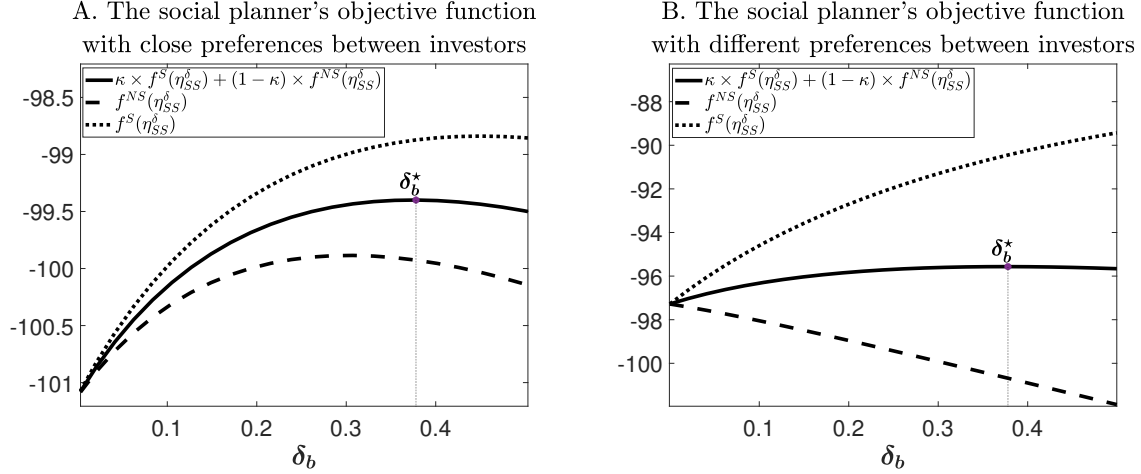 A. The social planner's objective function
with close preferences between investors
κ × f^S(η^δ_SS) + (1 − κ) × f^NS(η^δ_SS)
f^NS(η^δ_SS)
f^S(η^δ_SS)
-98.5
-99
-99.5
-100
-100.5
-101
δ_b^⋆
0.1 0.2 0.3 0.4
δ_b
B. The social planner's objective function
with different preferences between investors
κ × f^S(η^δ_SS) + (1 − κ) × f^NS(η^δ_SS)
f^NS(η^δ_SS)
f^S(η^δ_SS)
-88
-90
-92
-94
-96
-98
-100
δ_b^⋆
0.1 0.2 0.3 0.4
δ_b